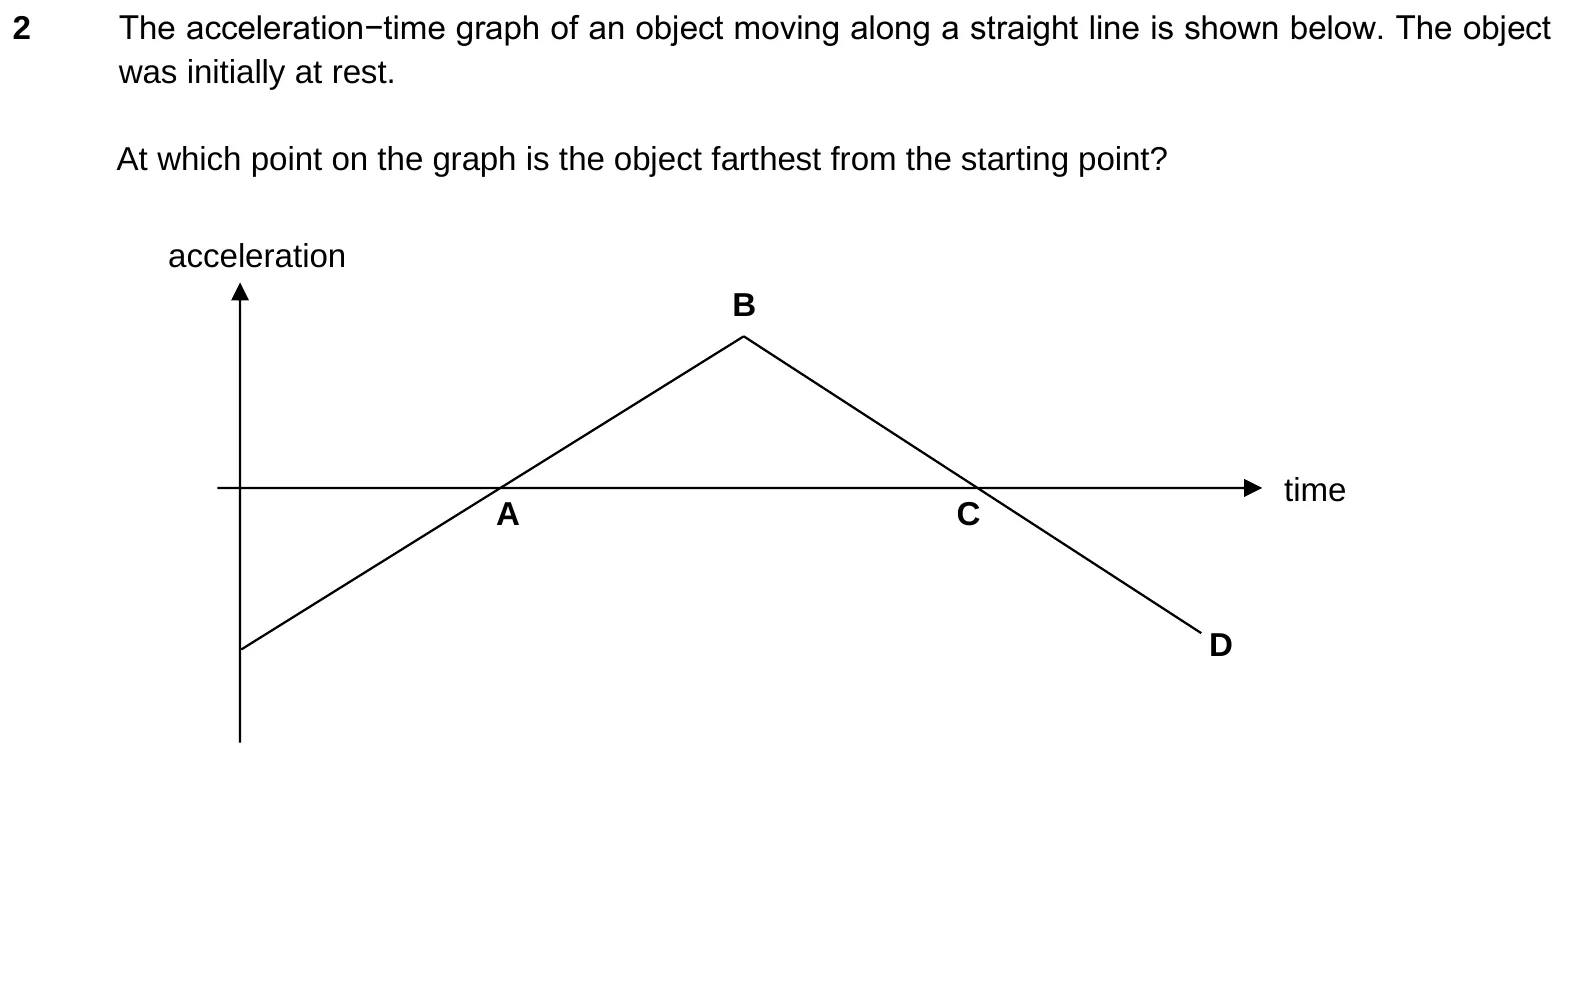 2 The acceleration−time graph of an object moving along a straight line is shown below. The object
was initially at rest.
At which point on the graph is the object farthest from the starting point?
acceleration
B
time
A
C
D